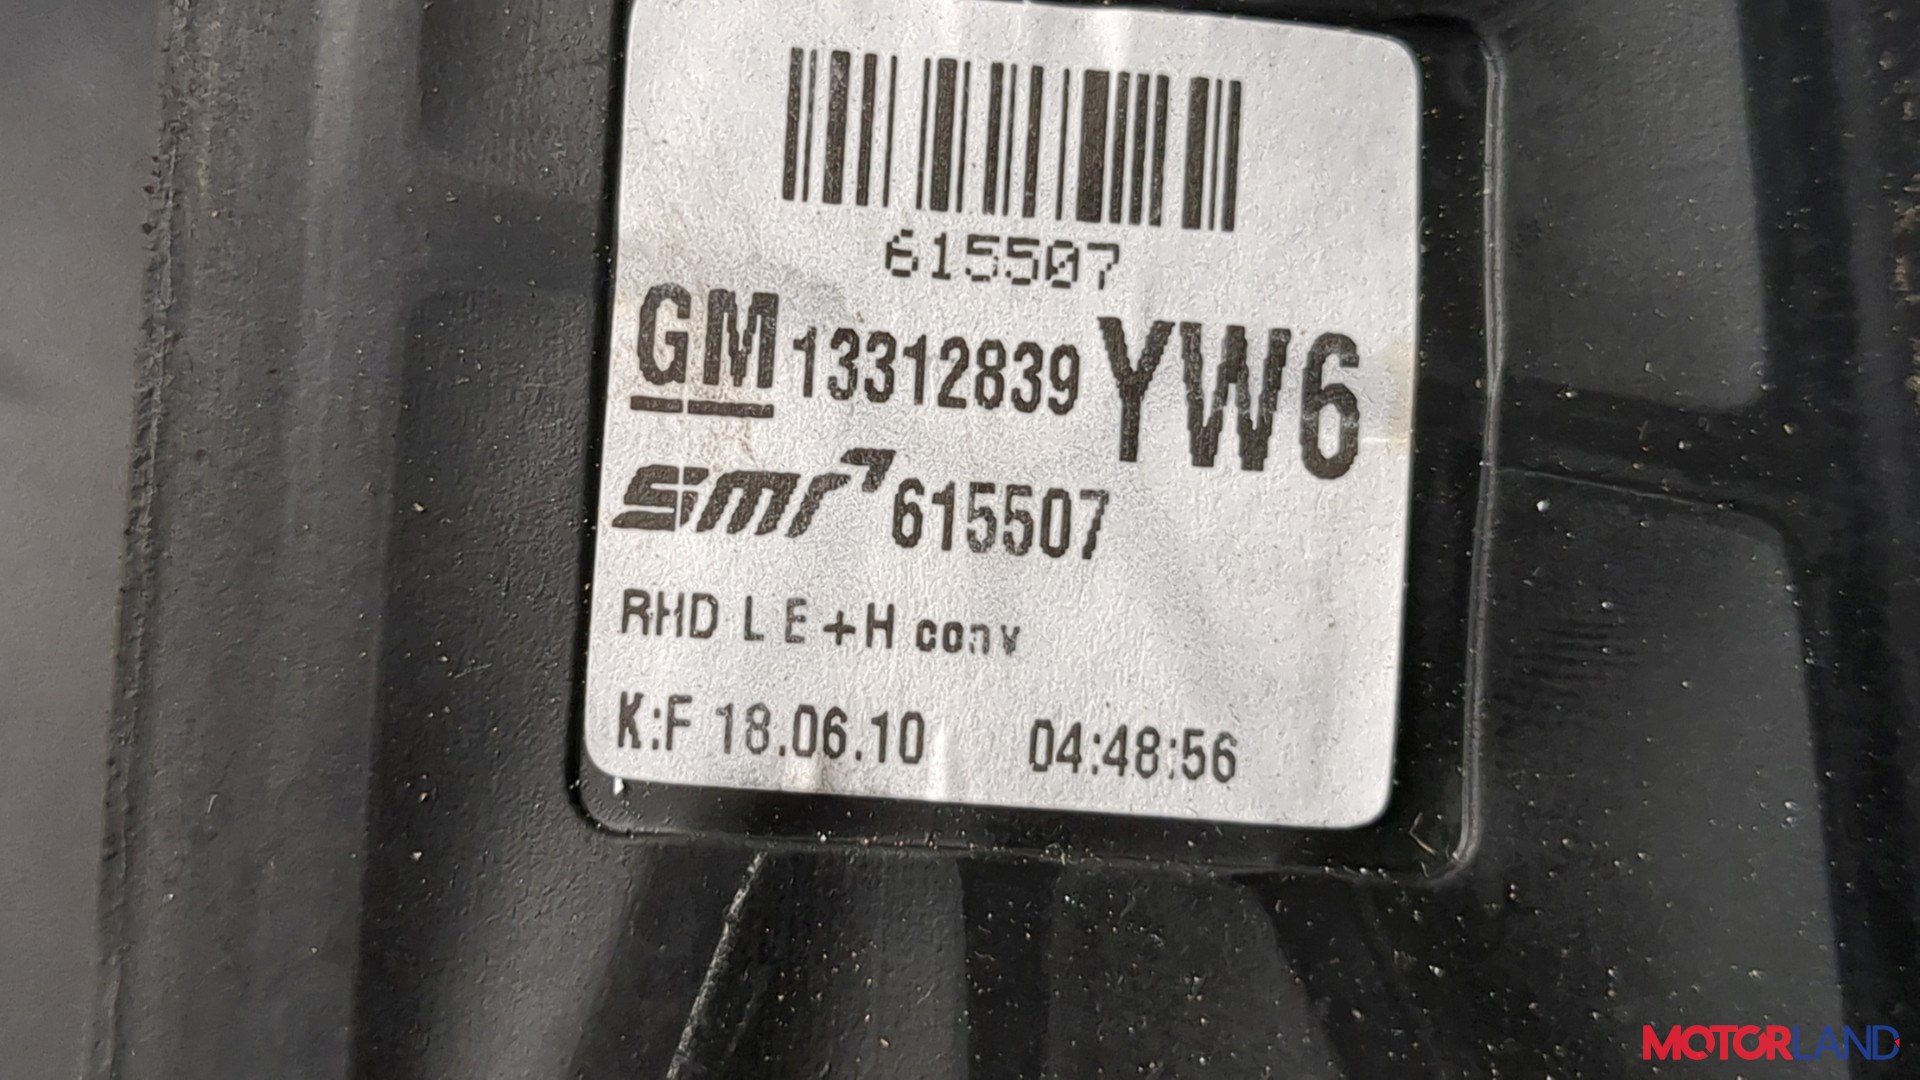 615507
GM 13312839 YW6
smr 615507
RHD L E+H conv
K:F 18.06.10 04:48:56
MOTORLAND